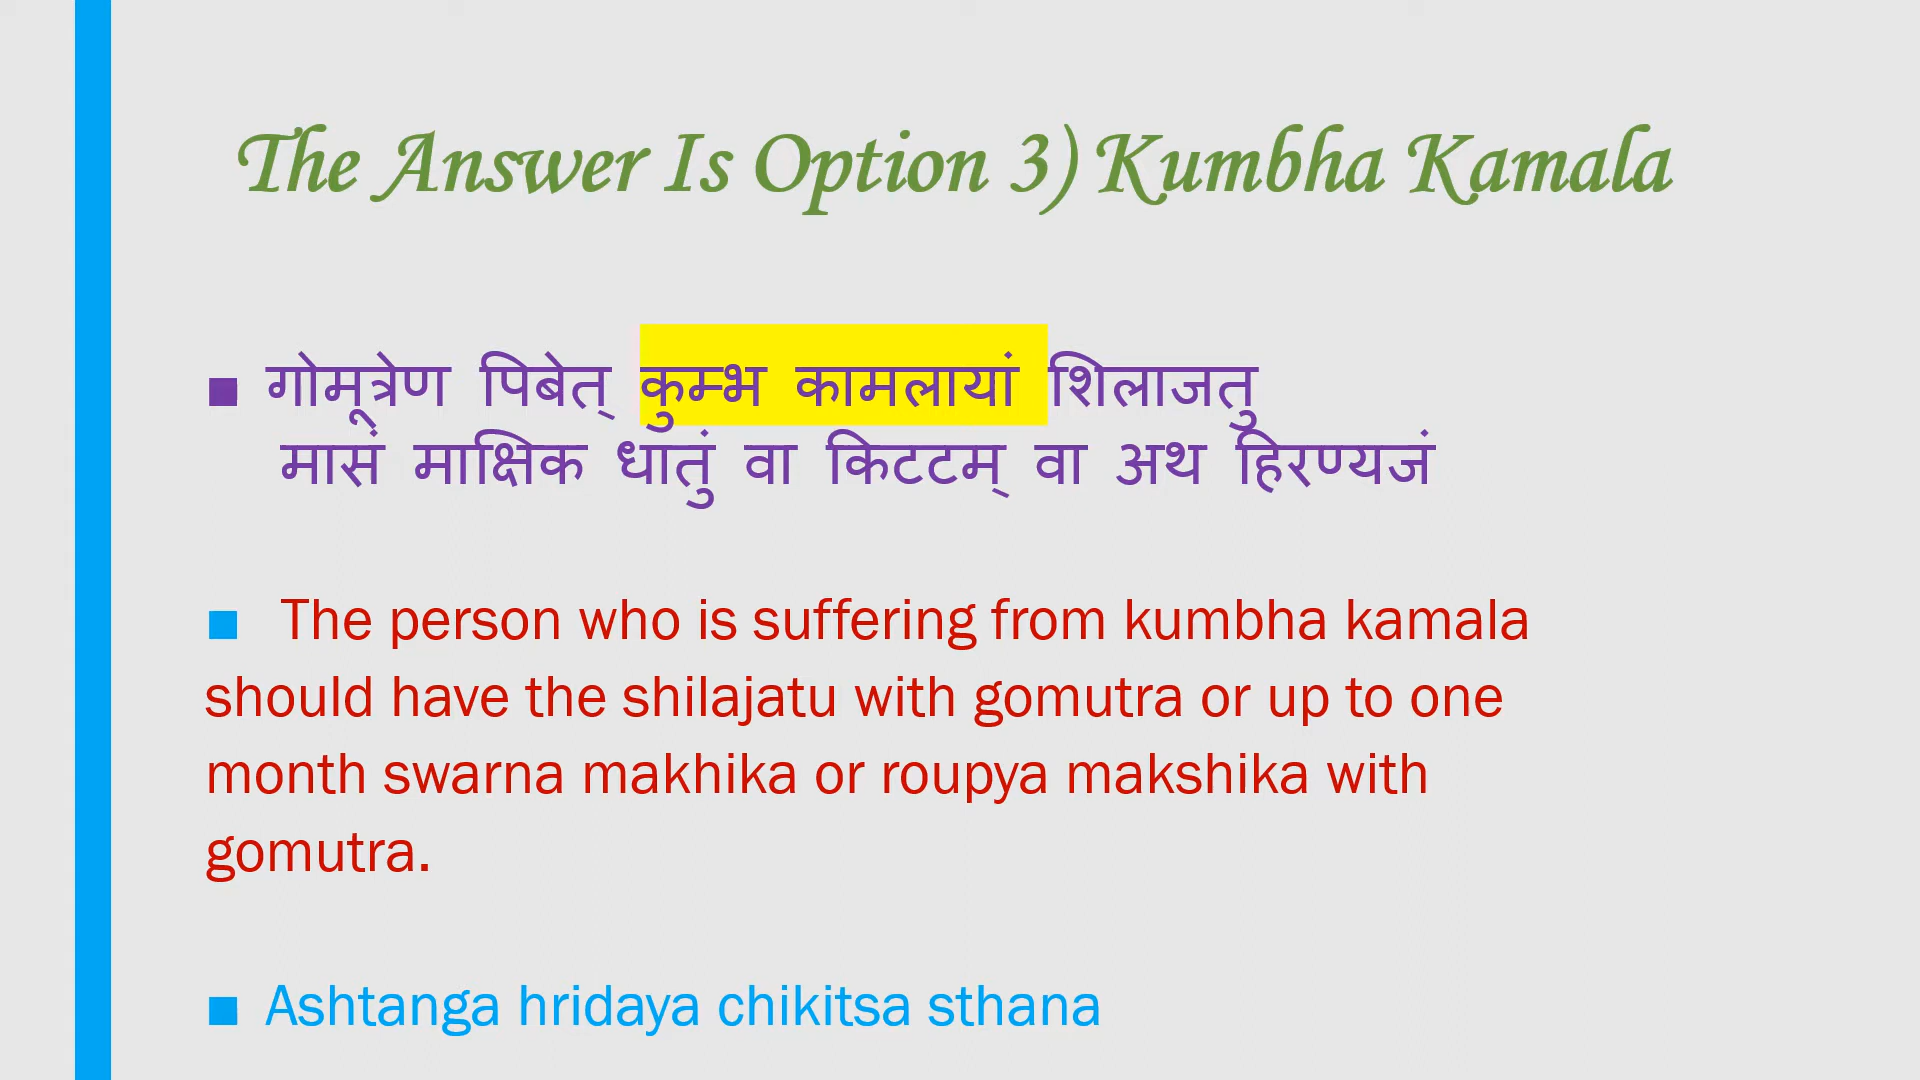 The Answer Is Option 3) Kumbha Kamala
■ गोमूत्रेण पिबेत् कुम्भ कामलायां शिलाजतु
मासं माक्षिक धातुं वा किटटम् वा अथ हिरण्यजं
■ The person who is suffering from kumbha kamala
should have the shilajatu with gomutra or up to one
month swarna makhika or roupya makshika with
gomutra.
■ Ashtanga hridaya chikitsa sthana